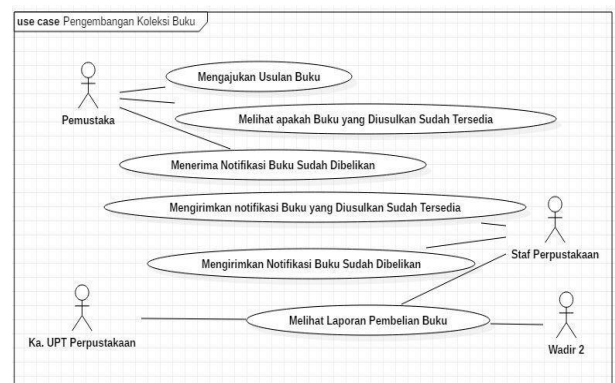 use case Pengembangan Koleksi Buku
Mengajukan Usulan Buku
Pemustaka
Melihat apakah Buku yang Diusulkan Sudah Tersedia
Menerima Notifikasi Buku Sudah Dibelikan
Mengirimkan notifikasi Buku yang Diusulkan Sudah Tersedia
Staf Perpustakaan
Mengirimkan Notifikasi Buku Sudah Dibelikan
Melihat Laporan Pembelian Buku
Ka. UPT Perpustakaan
Wadir 2